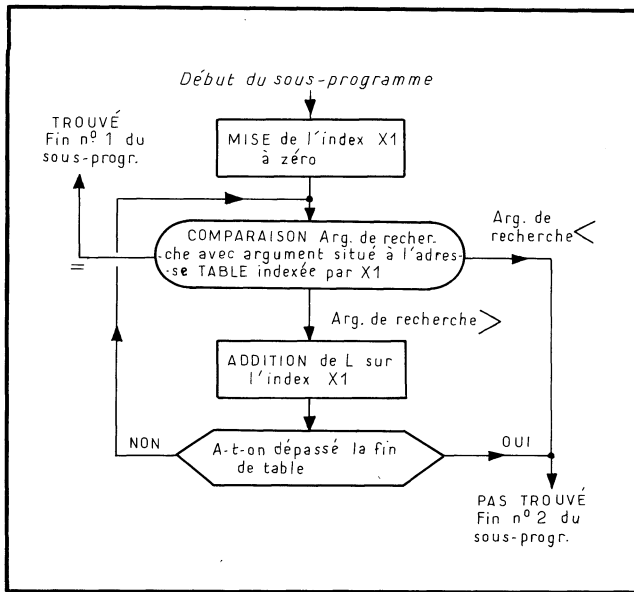 Début du sous-programme
TROUVÉ
Fin nº 1 du
sous-progr.
MISE de l'index X1
à zéro
COMPARAISON Arg. de recher.
-che avec argument situé à l'adres-
-se TABLE indexée par X1
Arg. de
recherche <
=
Arg. de recherche >
ADDITION de L sur
l'index X1
NON
A-t-on dépassé la fin
de table
OUI
PAS TROUVÉ
Fin nº 2 du
sous-progr.